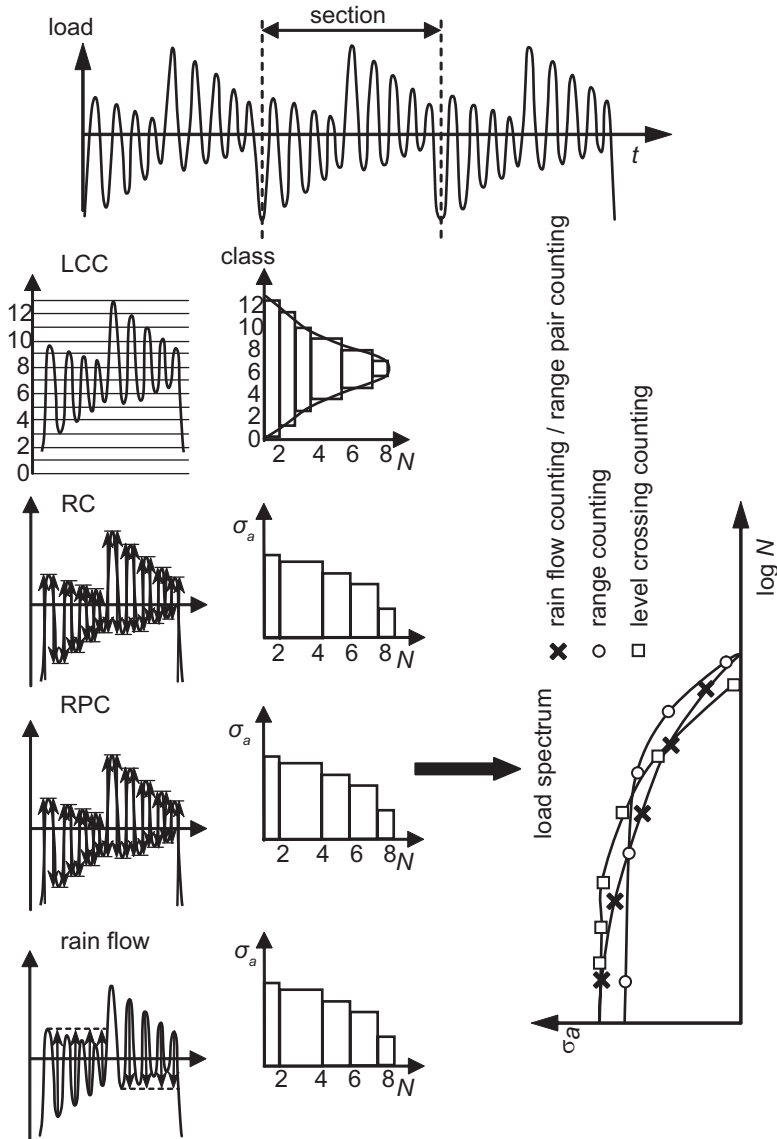 load
section
t
LCC
class
12
10
8
6
4
2
0
12
10
8
6
4
2
0
2 4 6 8 N
RC
σa
2 4 6 8 N
RPC
σa
2 4 6 8 N
rain flow
σa
2 4 6 8 N
load spectrum
rain flow counting / range pair counting
range counting
level crossing counting
log N
σa